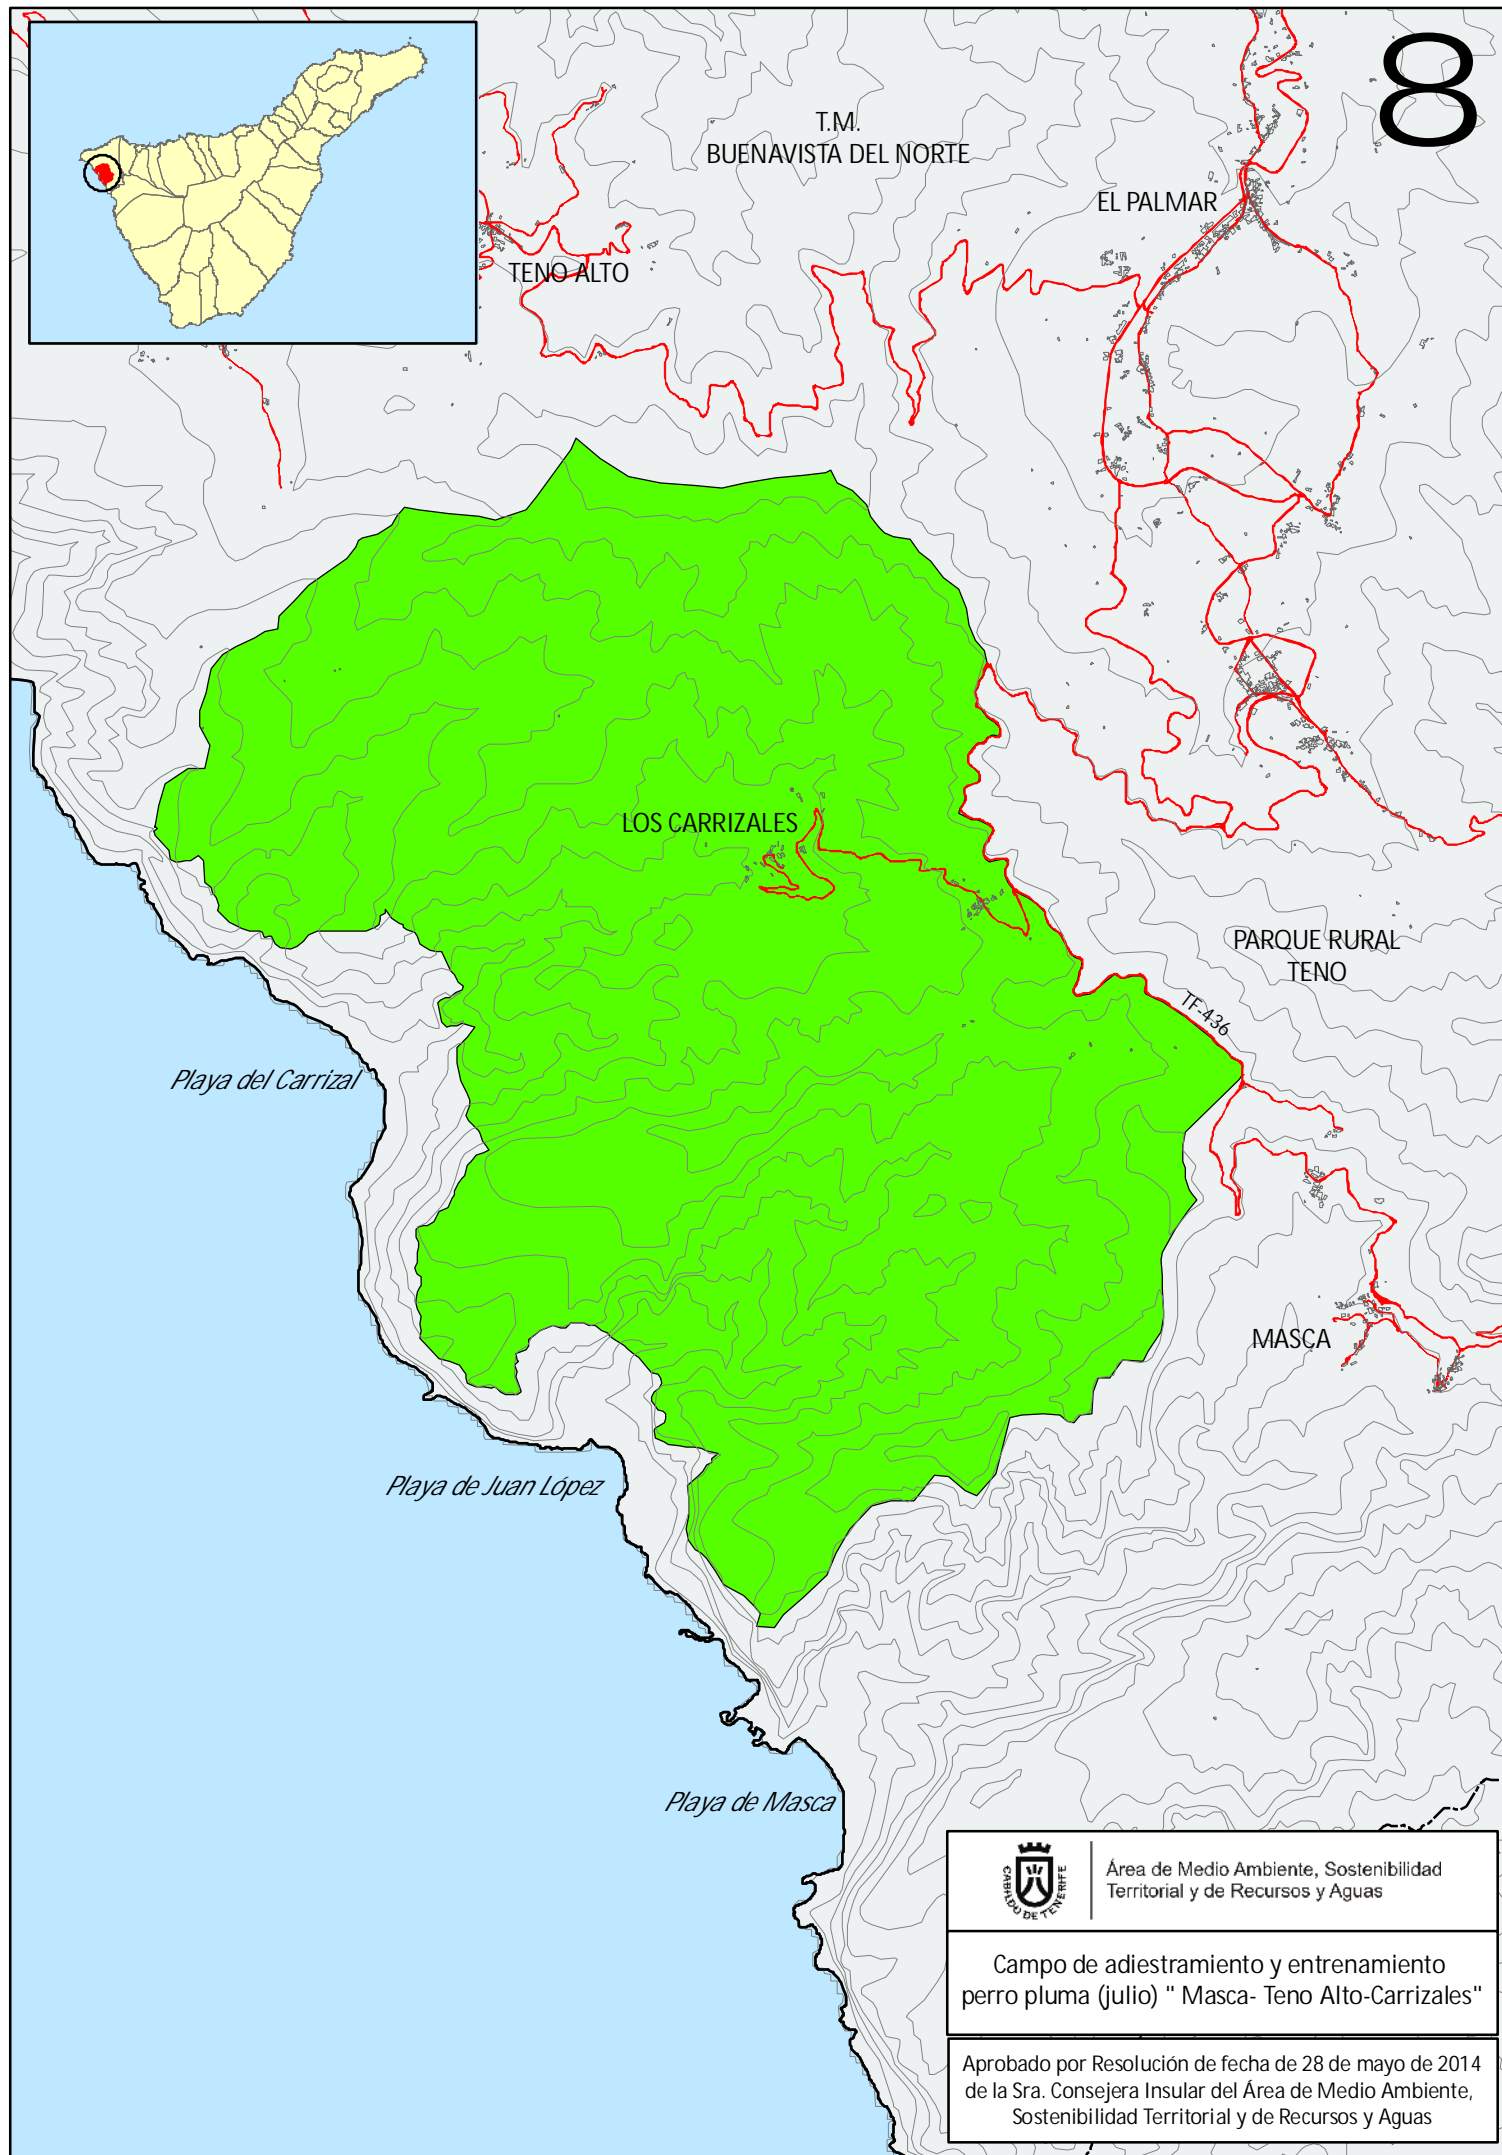 8
T.M.
BUENAVISTA DEL NORTE
EL PALMAR
TENO ALTO
LOS CARRIZALES
PARQUE RURAL
TENO
TF-436
Playa del Carrizal
MASCA
Playa de Juan López
Playa de Masca
CABILDO DE TENERIFE
Área de Medio Ambiente, Sostenibilidad
Territorial y de Recursos y Aguas
Campo de adiestramiento y entrenamiento
perro pluma (julio) " Masca- Teno Alto-Carrizales"
Aprobado por Resolución de fecha de 28 de mayo de 2014
de la Sra. Consejera Insular del Área de Medio Ambiente,
Sostenibilidad Territorial y de Recursos y Aguas